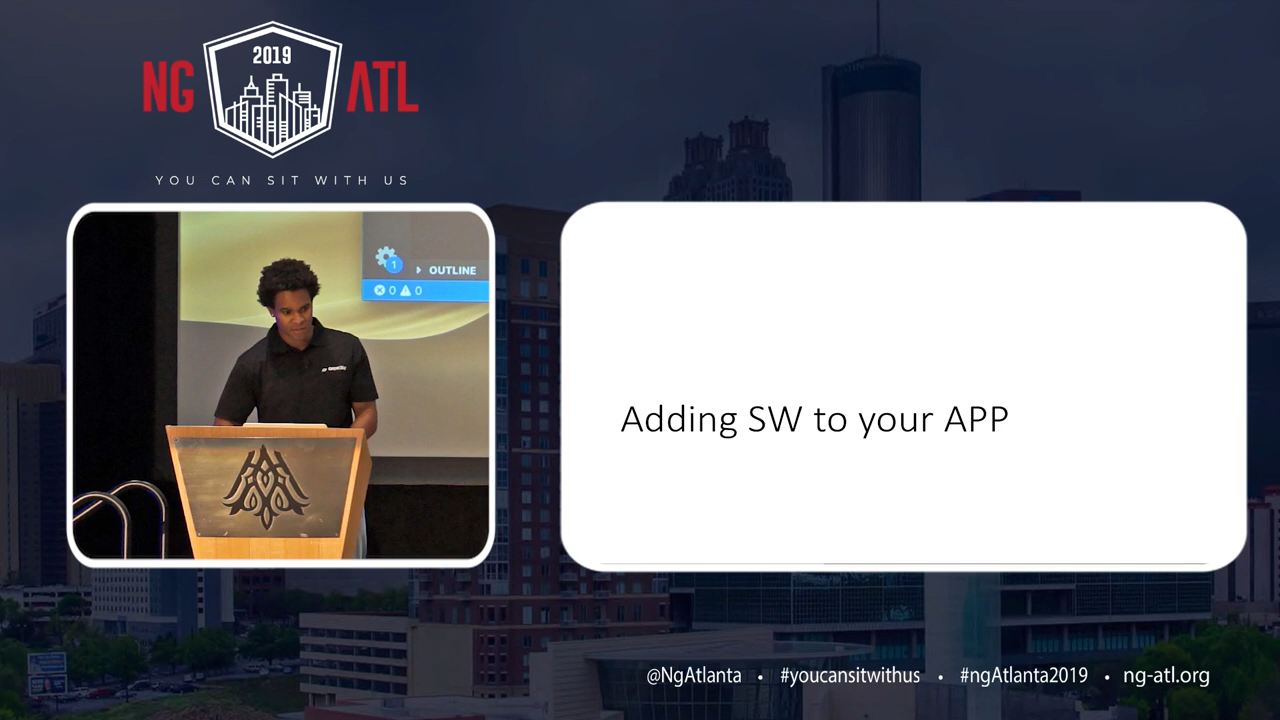 2019
NG ATL
YOU CAN SIT WITH US
1
OUTLINE
0 0
Adding SW to your APP
@NgAtlanta • #youcansitwithus • #ngAtlanta2019 • ng-atl.org